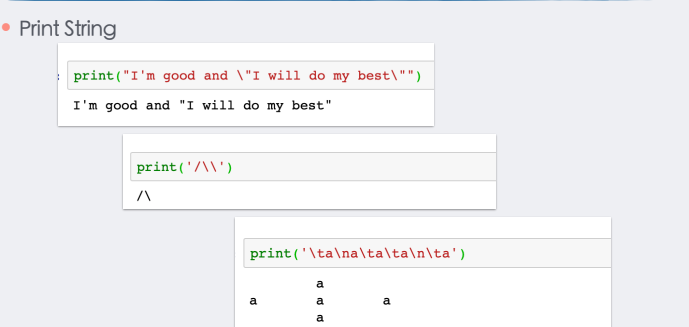 Print String
print("I'm good and \"I will do my best\"")
I'm good and "I will do my best"
print('/\\')
/\
print('\ta\na\ta\ta\n\ta')
a
a a a
a